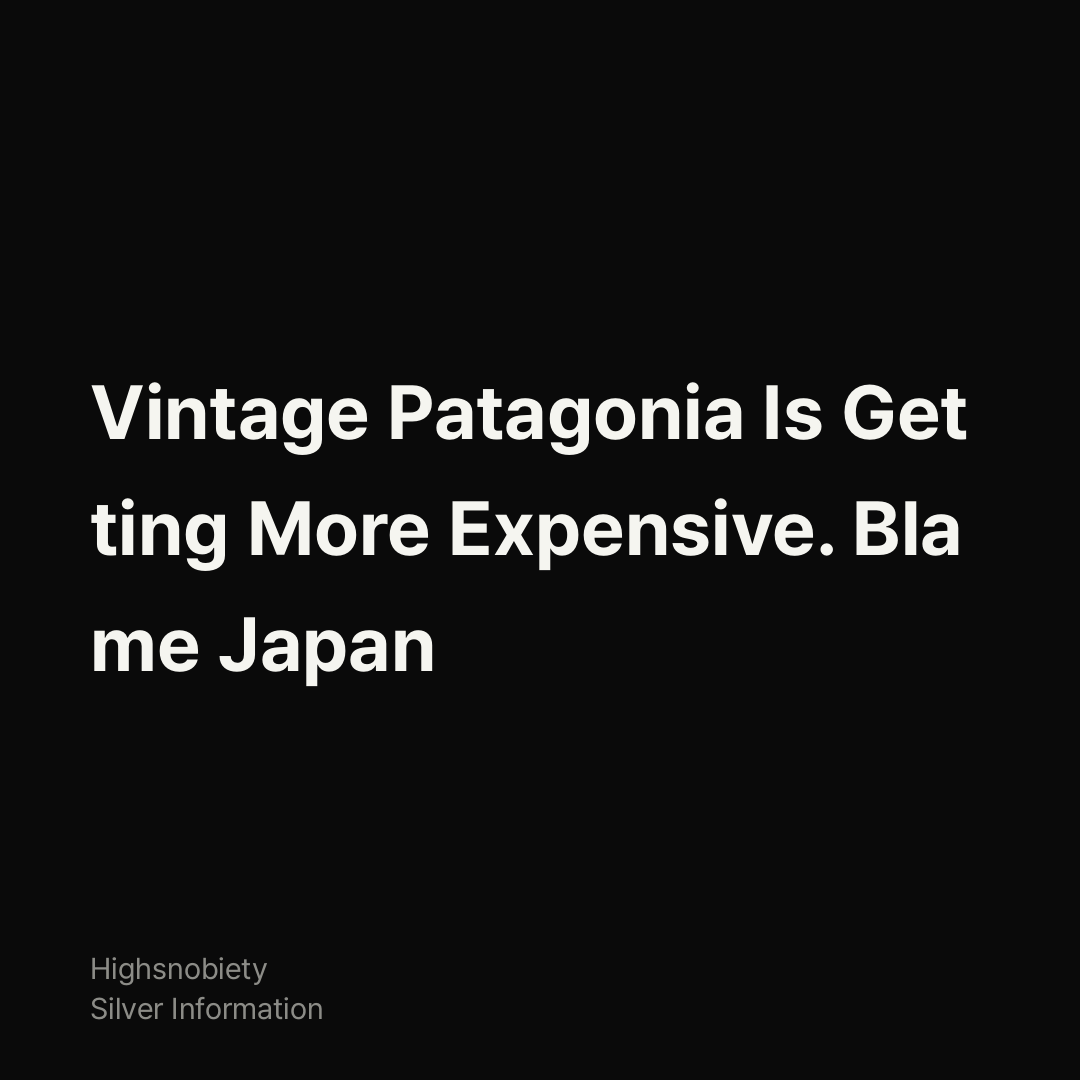 Vintage Patagonia Is Get
ting More Expensive. Bla
me Japan
Highsnobiety
Silver Information